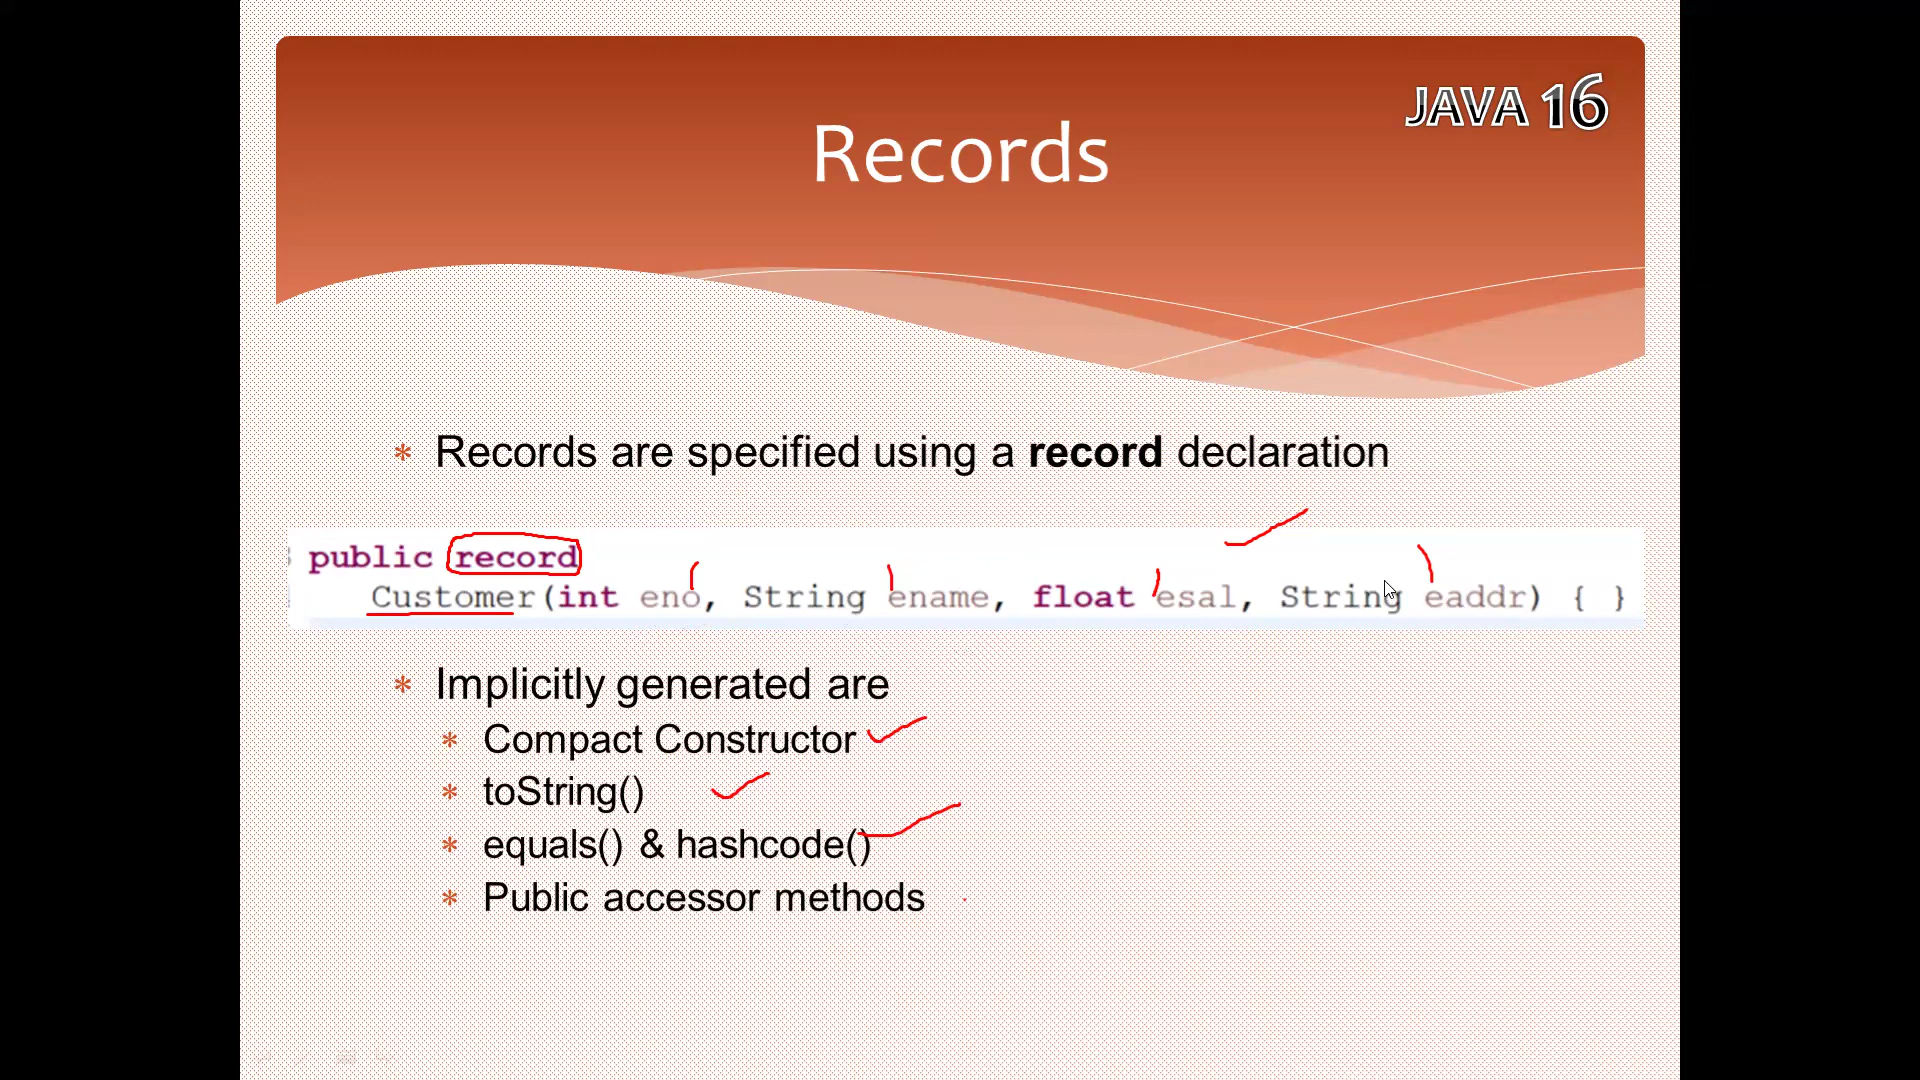 JAVA 16
Records
* Records are specified using a record declaration
public record
Customer(int eno, String ename, float esal, String eaddr) { }
* Implicitly generated are
* Compact Constructor
* toString()
* equals() & hashcode()
* Public accessor methods